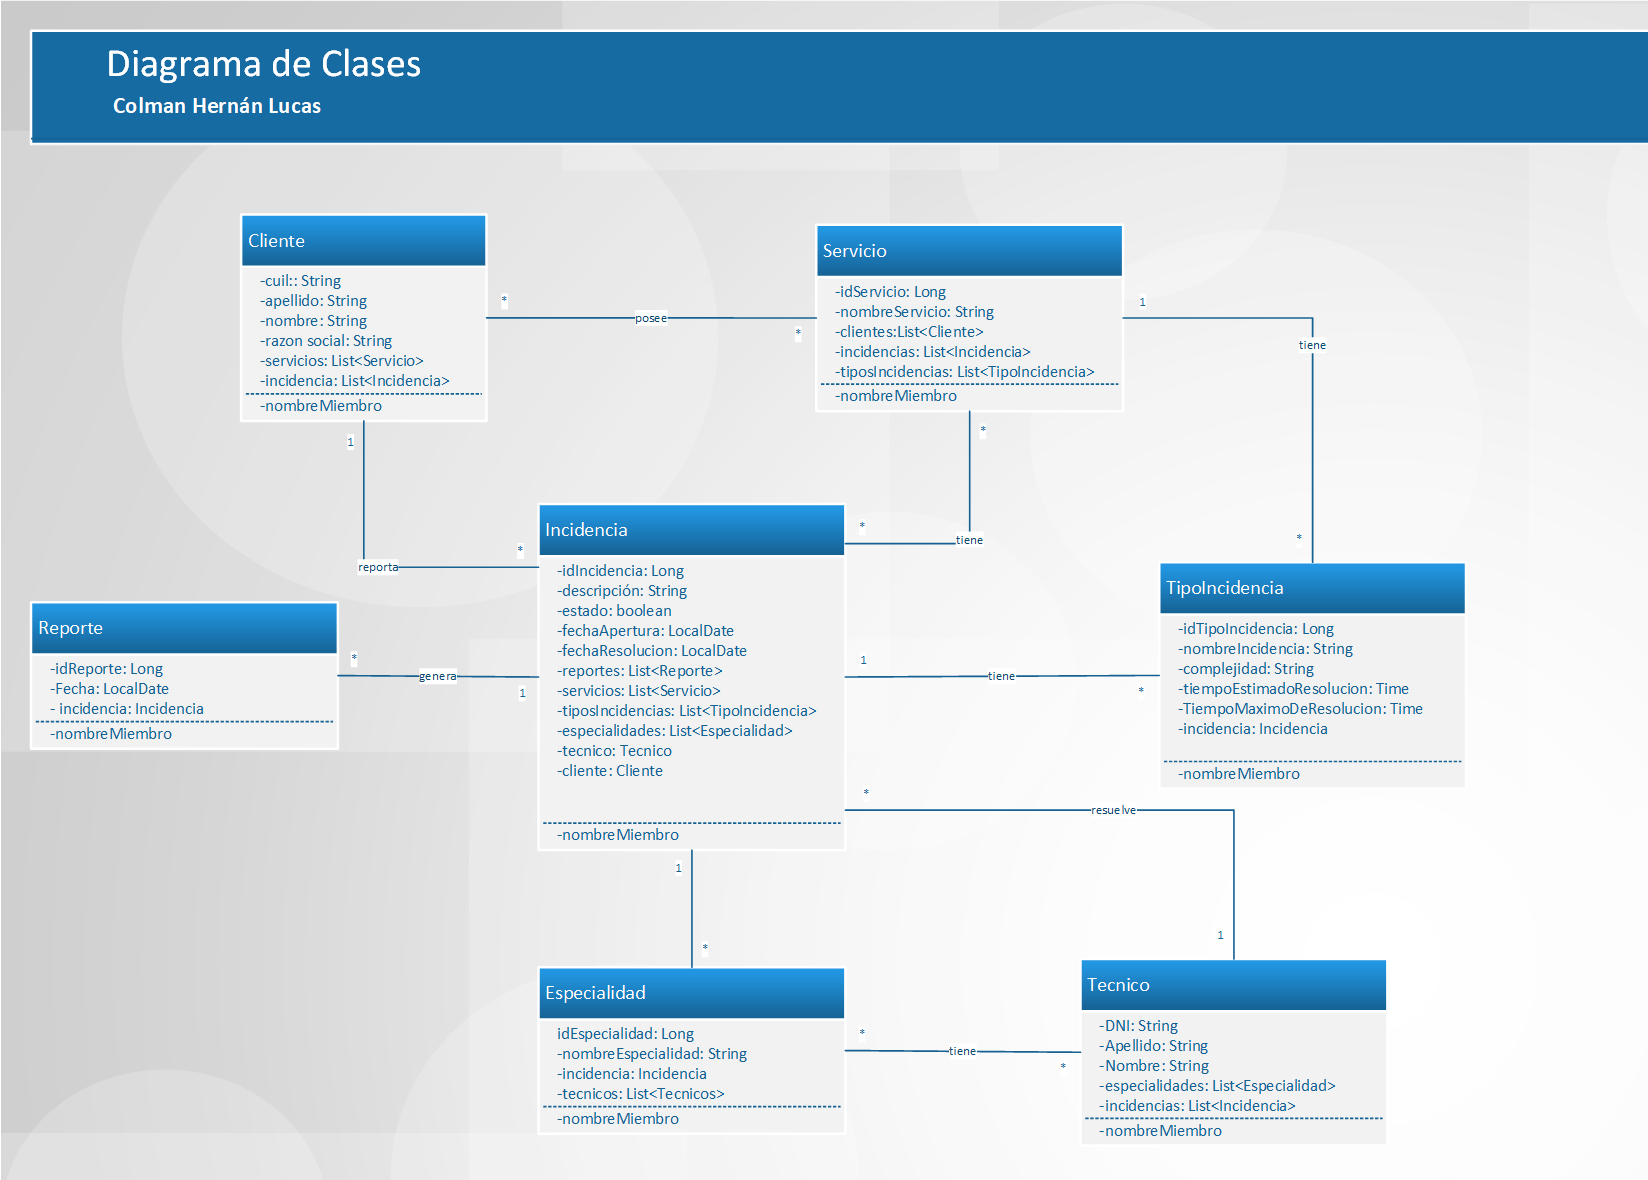 Diagrama de Clases
Colman Hernán Lucas
Cliente
-cuil:: String
-apellido: String
-nombre: String
-razon social: String
-servicios: List<Servicio>
-incidencia: List<Incidencia>
-nombreMiembro
*
posee
*
Servicio
-idServicio: Long
-nombreServicio: String
-clientes:List<Cliente>
-incidencias: List<Incidencia>
-tiposIncidencias: List<TipoIncidencia>
-nombreMiembro
1
tiene
*
1
reporta
*
*
tiene
*
Incidencia
-idIncidencia: Long
-descripción: String
-estado: boolean
-fechaApertura: LocalDate
-fechaResolucion: LocalDate
-reportes: List<Reporte>
-servicios: List<Servicio>
-tiposIncidencias: List<TipoIncidencia>
-especialidades: List<Especialidad>
-tecnico: Tecnico
-cliente: Cliente
-nombreMiembro
Reporte
-idReporte: Long
-Fecha: LocalDate
- incidencia: Incidencia
-nombreMiembro
*
genera
1
1
tiene
*
TipoIncidencia
-idTipoIncidencia: Long
-nombreIncidencia: String
-complejidad: String
-tiempoEstimadoResolucion: Time
-TiempoMaximoDeResolucion: Time
-incidencia: Incidencia
-nombreMiembro
*
resuelve
1
1
*
Especialidad
idEspecialidad: Long
-nombreEspecialidad: String
-incidencia: Incidencia
-tecnicos: List<Tecnicos>
-nombreMiembro
*
tiene
*
Tecnico
-DNI: String
-Apellido: String
-Nombre: String
-especialidades: List<Especialidad>
-incidencias: List<Incidencia>
-nombreMiembro